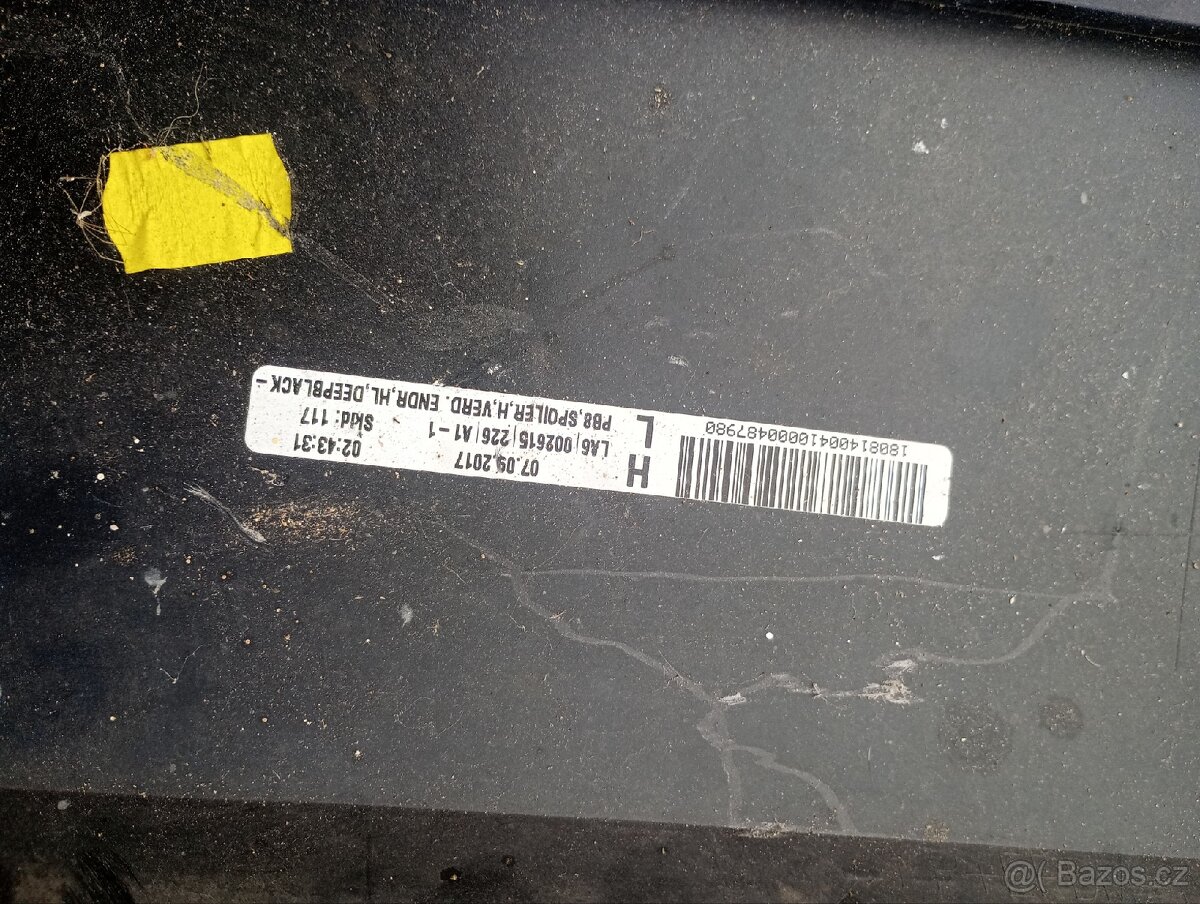 07.09.2017 02:43:31
H LA6|002615|226|A1-1 Skid: 117
L PB8,SPOILER,H,VERD. ENDR,HL,DEEPBLACK-
180814004100000487980
@( Bazos.cz